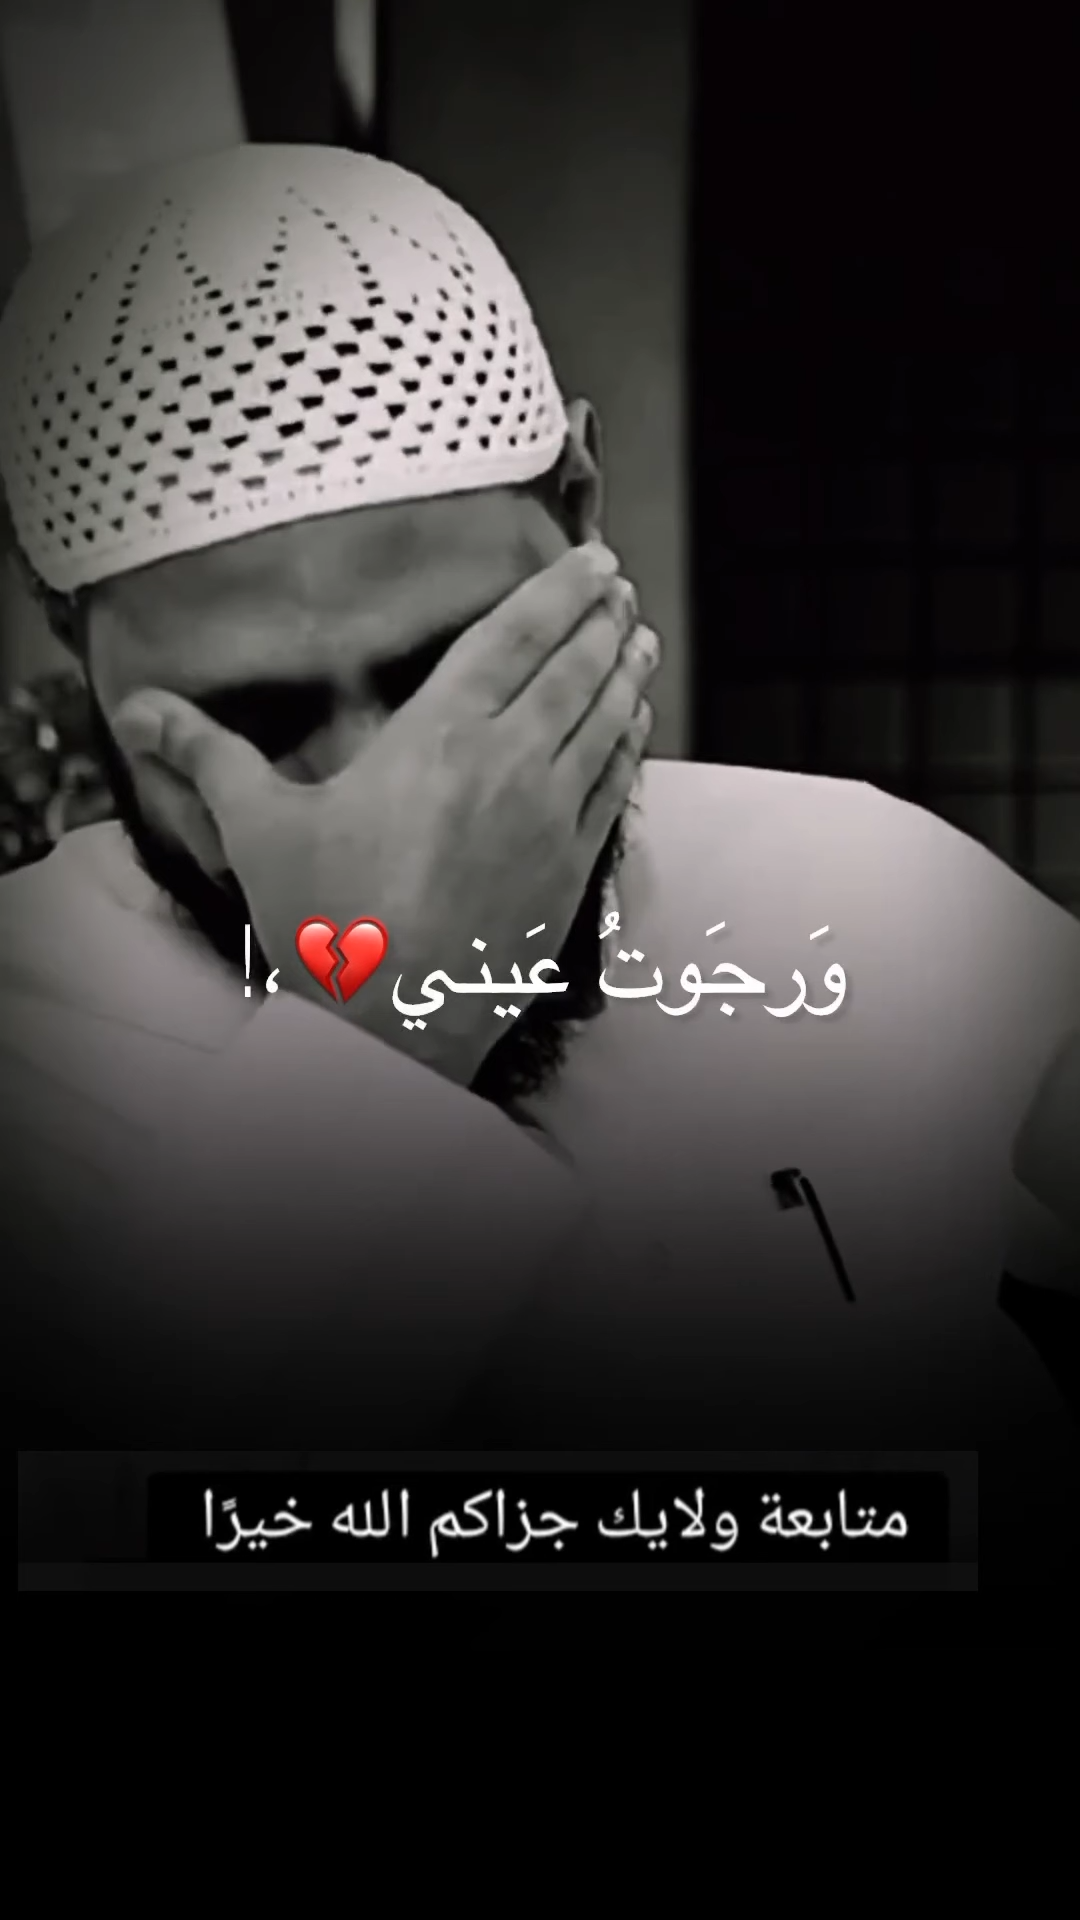 وَرجَوتُ عَيني💔،!
متابعة ولايك جزاكم الله خيرًا